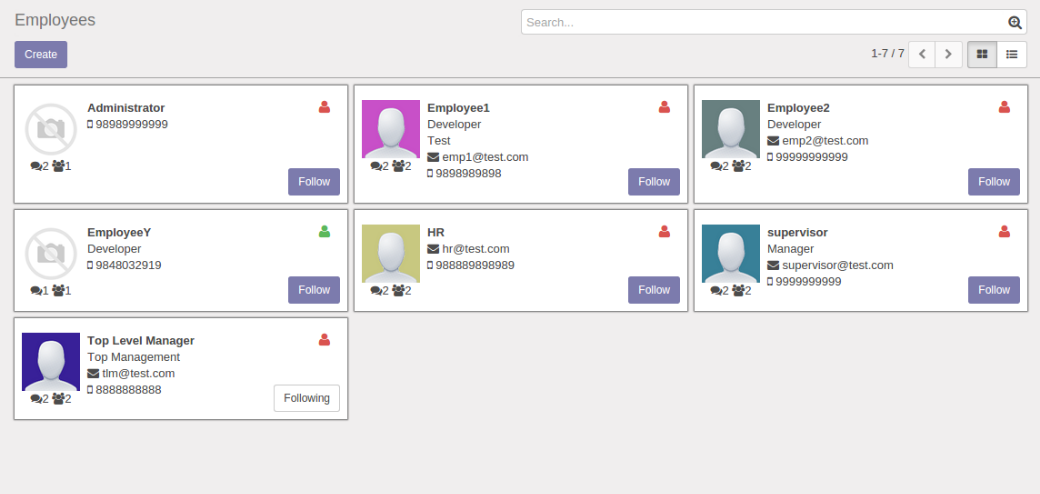 Employees
Search...
Create
1-7 / 7
Administrator
98989999999
2 1
Follow
Employee1
Developer
Test
emp1@test.com
9898989898
2 2
Follow
Employee2
Developer
emp2@test.com
99999999999
2 2
Follow
EmployeeY
Developer
9848032919
1 1
Follow
HR
hr@test.com
988889898989
2 2
Follow
supervisor
Manager
supervisor@test.com
9999999999
2 2
Follow
Top Level Manager
Top Management
tlm@test.com
8888888888
2 2
Following